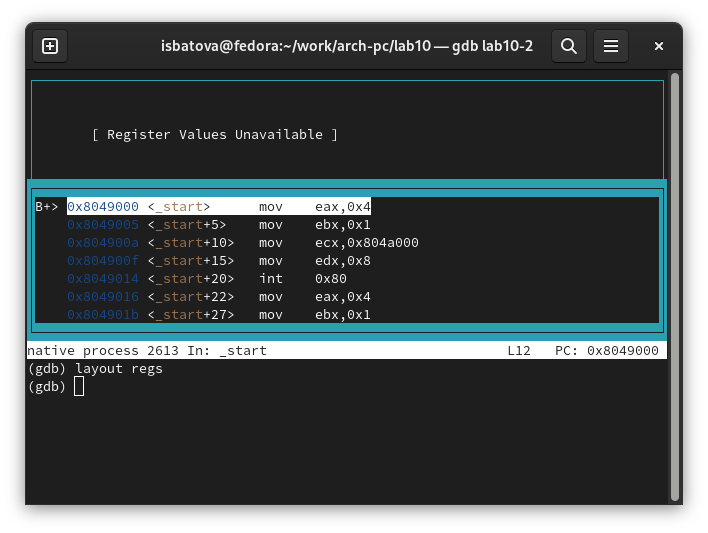 isbatova@fedora:~/work/arch-pc/lab10 — gdb lab10-2
[ Register Values Unavailable ]
B+> 0x8049000 <_start> mov eax,0x4
0x8049005 <_start+5> mov ebx,0x1
0x804900a <_start+10> mov ecx,0x804a000
0x804900f <_start+15> mov edx,0x8
0x8049014 <_start+20> int 0x80
0x8049016 <_start+22> mov eax,0x4
0x804901b <_start+27> mov ebx,0x1
native process 2613 In: _start L12 PC: 0x8049000
(gdb) layout regs
(gdb)